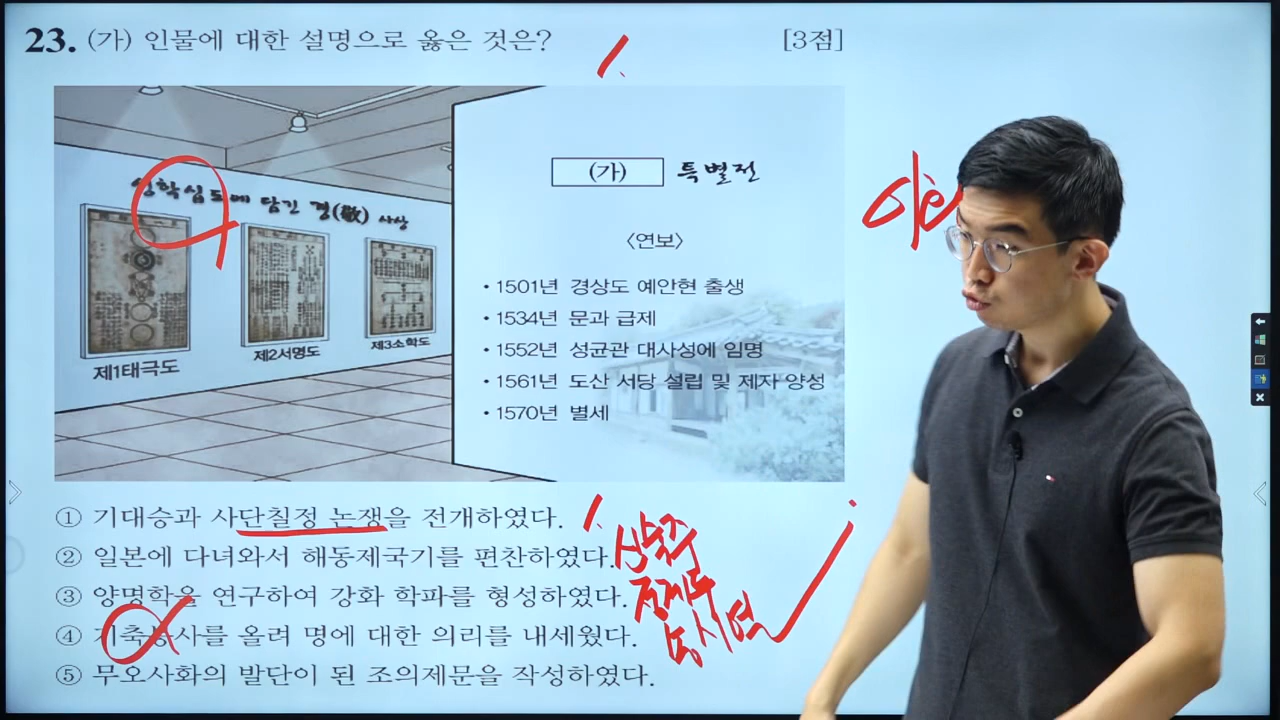 23. (가) 인물에 대한 설명으로 옳은 것은? [3점]
성학십도에 담긴 경(敬) 사상
제1태극도
제2서명도
제3소학도
(가) 특별전
〈연보〉
• 1501년 경상도 예안현 출생
• 1534년 문과 급제
• 1552년 성균관 대사성에 임명
• 1561년 도산 서당 설립 및 제자 양성
• 1570년 별세
① 기대승과 사단칠정 논쟁을 전개하였다.
② 일본에 다녀와서 해동제국기를 편찬하였다.
③ 양명학을 연구하여 강화 학파를 형성하였다.
④ 기축봉사를 올려 명에 대한 의리를 내세웠다.
⑤ 무오사화의 발단이 된 조의제문을 작성하였다.
신숙주
정제두
송시열